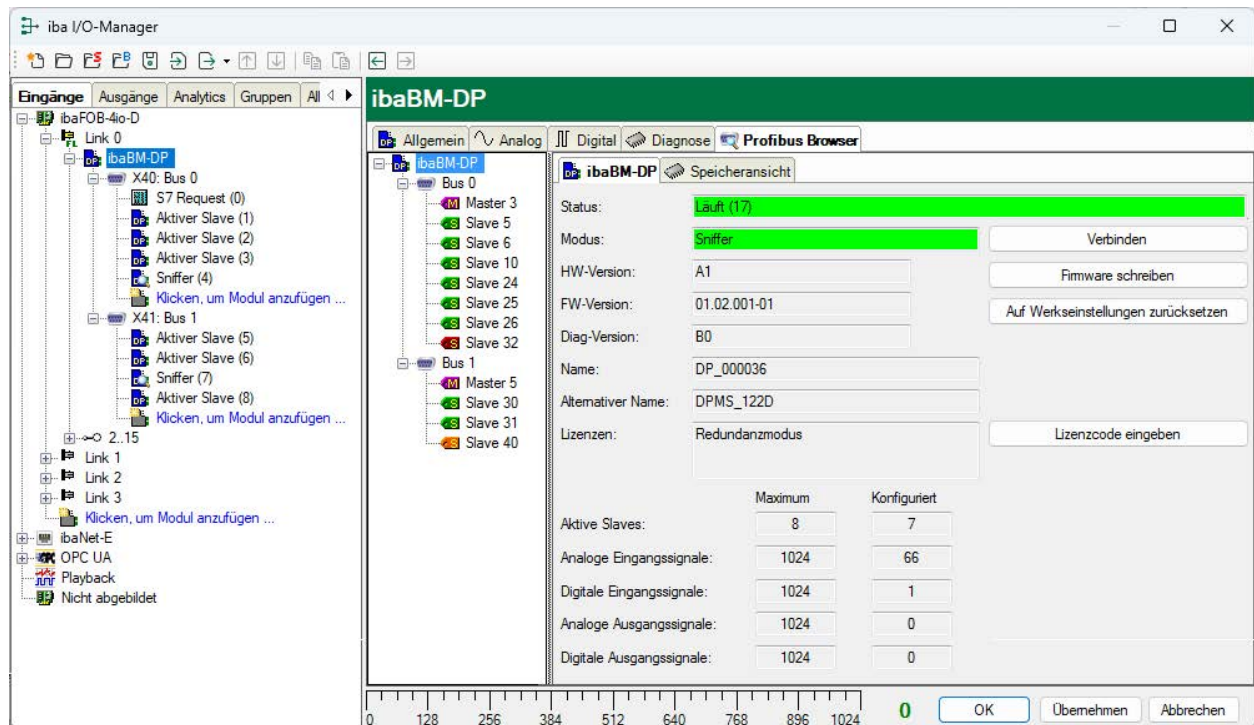 iba I/O-Manager
Eingänge Ausgänge Analytics Gruppen All
ibaFOB-4io-D
Link 0
ibaBM-DP
X40: Bus 0
S7 Request (0)
Aktiver Slave (1)
Aktiver Slave (2)
Aktiver Slave (3)
Sniffer (4)
Klicken, um Modul anzufügen ...
X41: Bus 1
Aktiver Slave (5)
Aktiver Slave (6)
Sniffer (7)
Aktiver Slave (8)
Klicken, um Modul anzufügen ...
2..15
Link 1
Link 2
Link 3
Klicken, um Modul anzufügen ...
ibaNet-E
OPC UA
Playback
Nicht abgebildet
ibaBM-DP
Allgemein Analog Digital Diagnose Profibus Browser
ibaBM-DP
Bus 0
Master 3
Slave 5
Slave 6
Slave 10
Slave 24
Slave 25
Slave 26
Slave 32
Bus 1
Master 5
Slave 30
Slave 31
Slave 40
ibaBM-DP Speicheransicht
Status: Läuft (17)
Modus: Sniffer Verbinden
HW-Version: A1 Firmware schreiben
FW-Version: 01.02.001-01 Auf Werkseinstellungen zurücksetzen
Diag-Version: B0
Name: DP_000036
Alternativer Name: DPMS_122D
Lizenzen: Redundanzmodus Lizenzcode eingeben
Maximum Konfiguriert
Aktive Slaves: 8 7
Analoge Eingangssignale: 1024 66
Digitale Eingangssignale: 1024 1
Analoge Ausgangssignale: 1024 0
Digitale Ausgangssignale: 1024 0
0 128 256 384 512 640 768 896 1024 0 OK Übernehmen Abbrechen